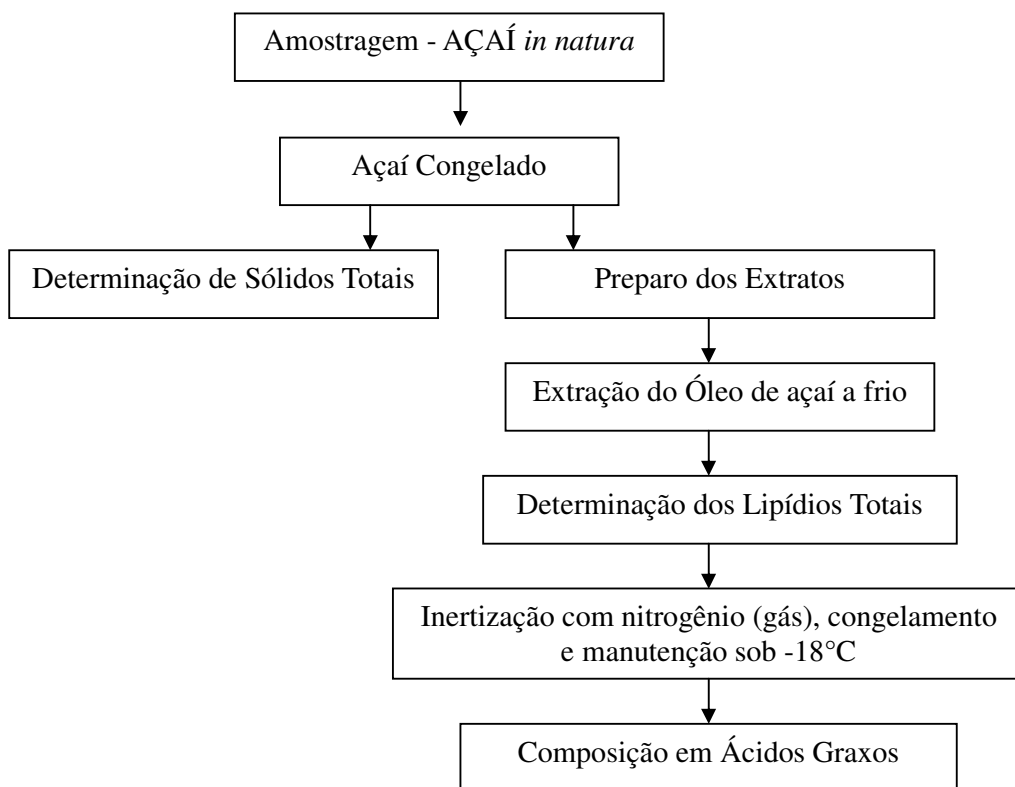 Amostragem - AÇAÍ in natura
Açaí Congelado
Determinação de Sólidos Totais
Preparo dos Extratos
Extração do Óleo de açaí a frio
Determinação dos Lipídios Totais
Inertização com nitrogênio (gás), congelamento
e manutenção sob -18°C
Composição em Ácidos Graxos